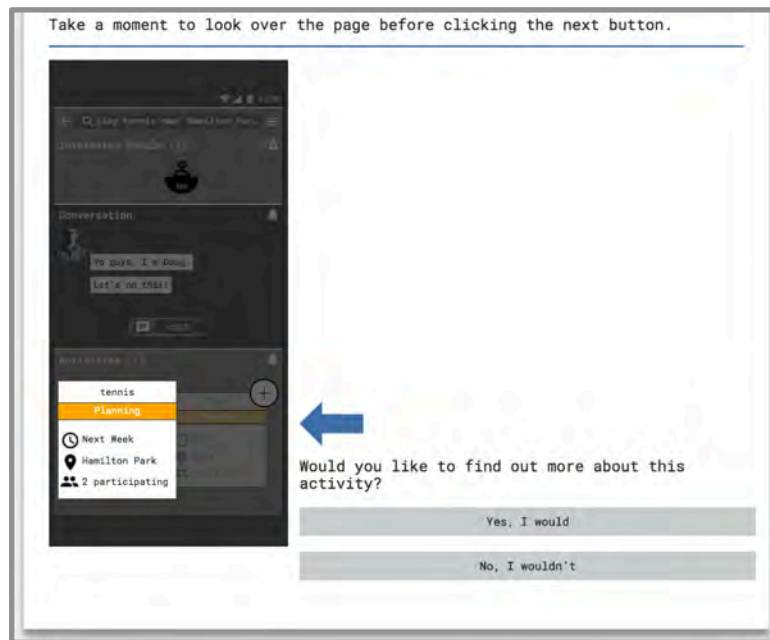 Take a moment to look over the page before clicking the next button.
Conversation
Yo guys, I'm Doug
Let's on this!
tennis
Planning
Next Week
Hamilton Park
2 participating
Would you like to find out more about this
activity?
Yes, I would
No, I wouldn't